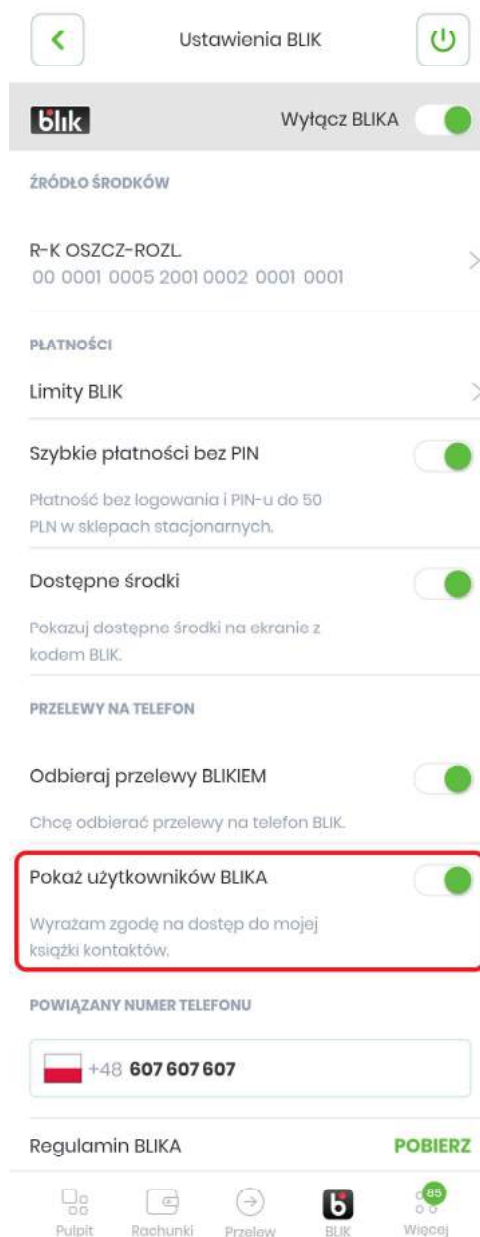 Ustawienia BLIK
blik
Wyłącz BLIKA
ŹRÓDŁO ŚRODKÓW
R-K OSZCZ-ROZL.
00 0001 0005 2001 0002 0001 0001
PŁATNOŚCI
Limity BLIK
Szybkie płatności bez PIN
Płatność bez logowania i PIN-u do 50
PLN w sklepach stacjonarnych.
Dostępne środki
Pokazuj dostępne środki na ekranie z
kodem BLIK.
PRZELEWY NA TELEFON
Odbieraj przelewy BLIKIEM
Chcę odbierać przelewy na telefon BLIK.
Pokaż użytkowników BLIKA
Wyrażam zgodę na dostęp do mojej
książki kontaktów.
POWIĄZANY NUMER TELEFONU
+48 607 607 607
Regulamin BLIKA
POBIERZ
85
Pulpit
Rachunki
Przelew
BLIK
Więcej